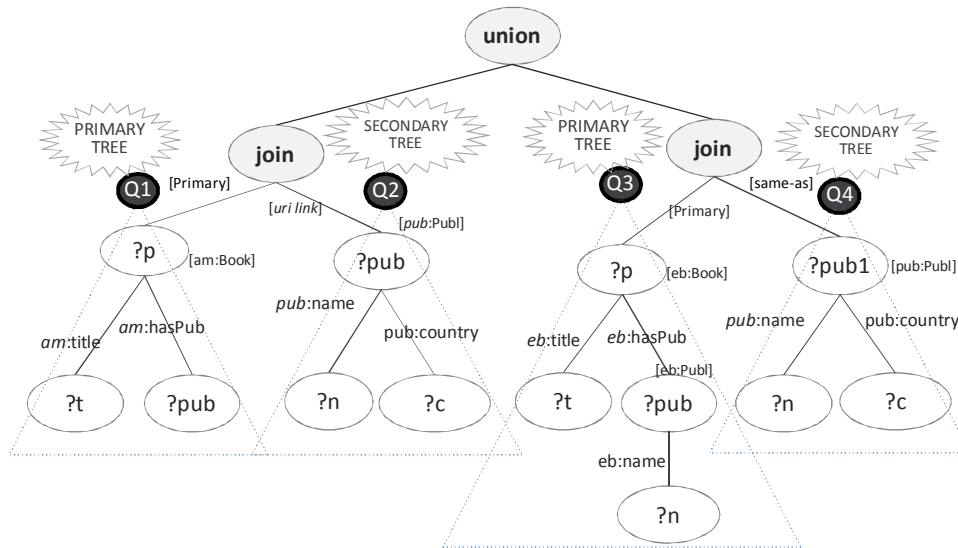 union
PRIMARY
TREE
SECONDARY
TREE
PRIMARY
TREE
SECONDARY
TREE
join
join
Q1
[Primary]
Q2
Q3
[same-as]
Q4
[uri link]
[pub:Publ]
[Primary]
?p
[am:Book]
?pub
?p
[eb:Book]
?pub1
[pub:Publ]
am:title
am:hasPub
pub:name
pub:country
eb:title
eb:hasPub
[eb:Publ]
pub:name
pub:country
?t
?pub
?n
?c
?t
?pub
?n
?c
eb:name
?n